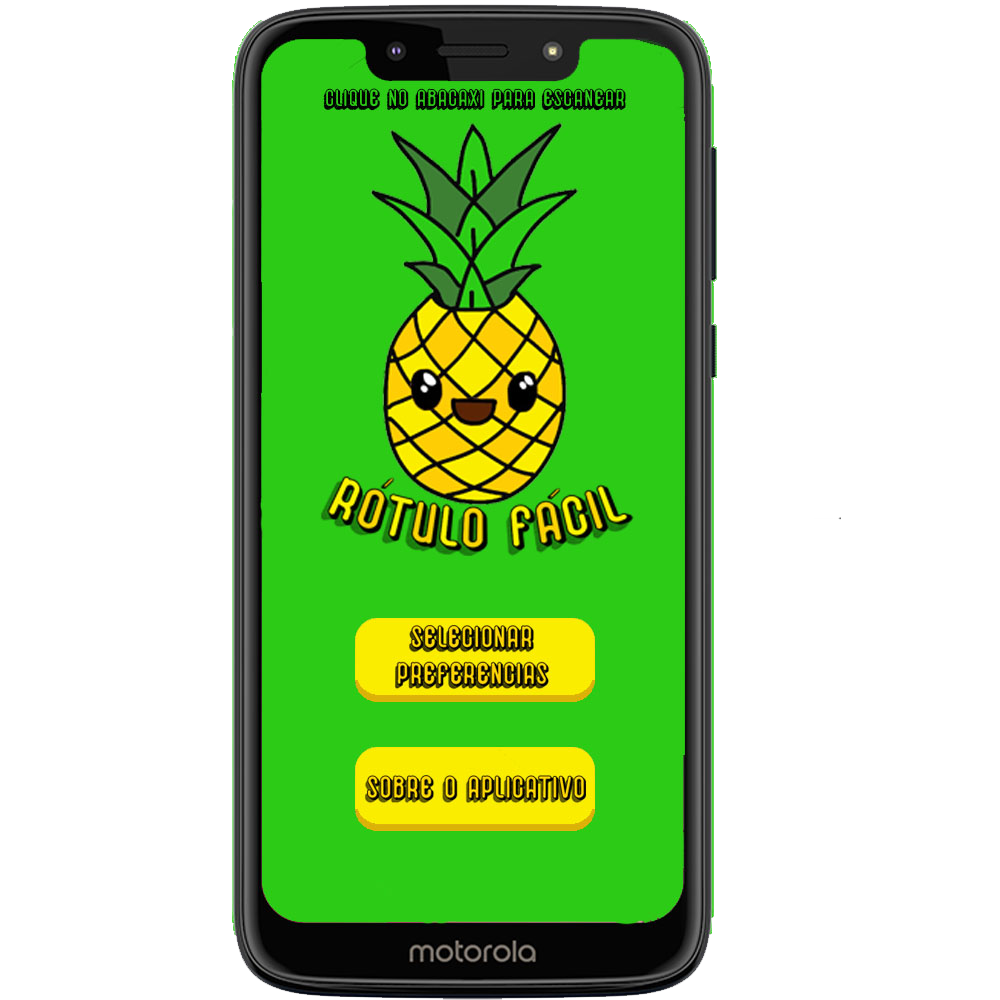 CLIQUE NO ABACAXI PARA ESCANEAR
RÓTULO FÁCIL
SELECIONAR
PREFERENCIAS
SOBRE O APLICATIVO
motorola